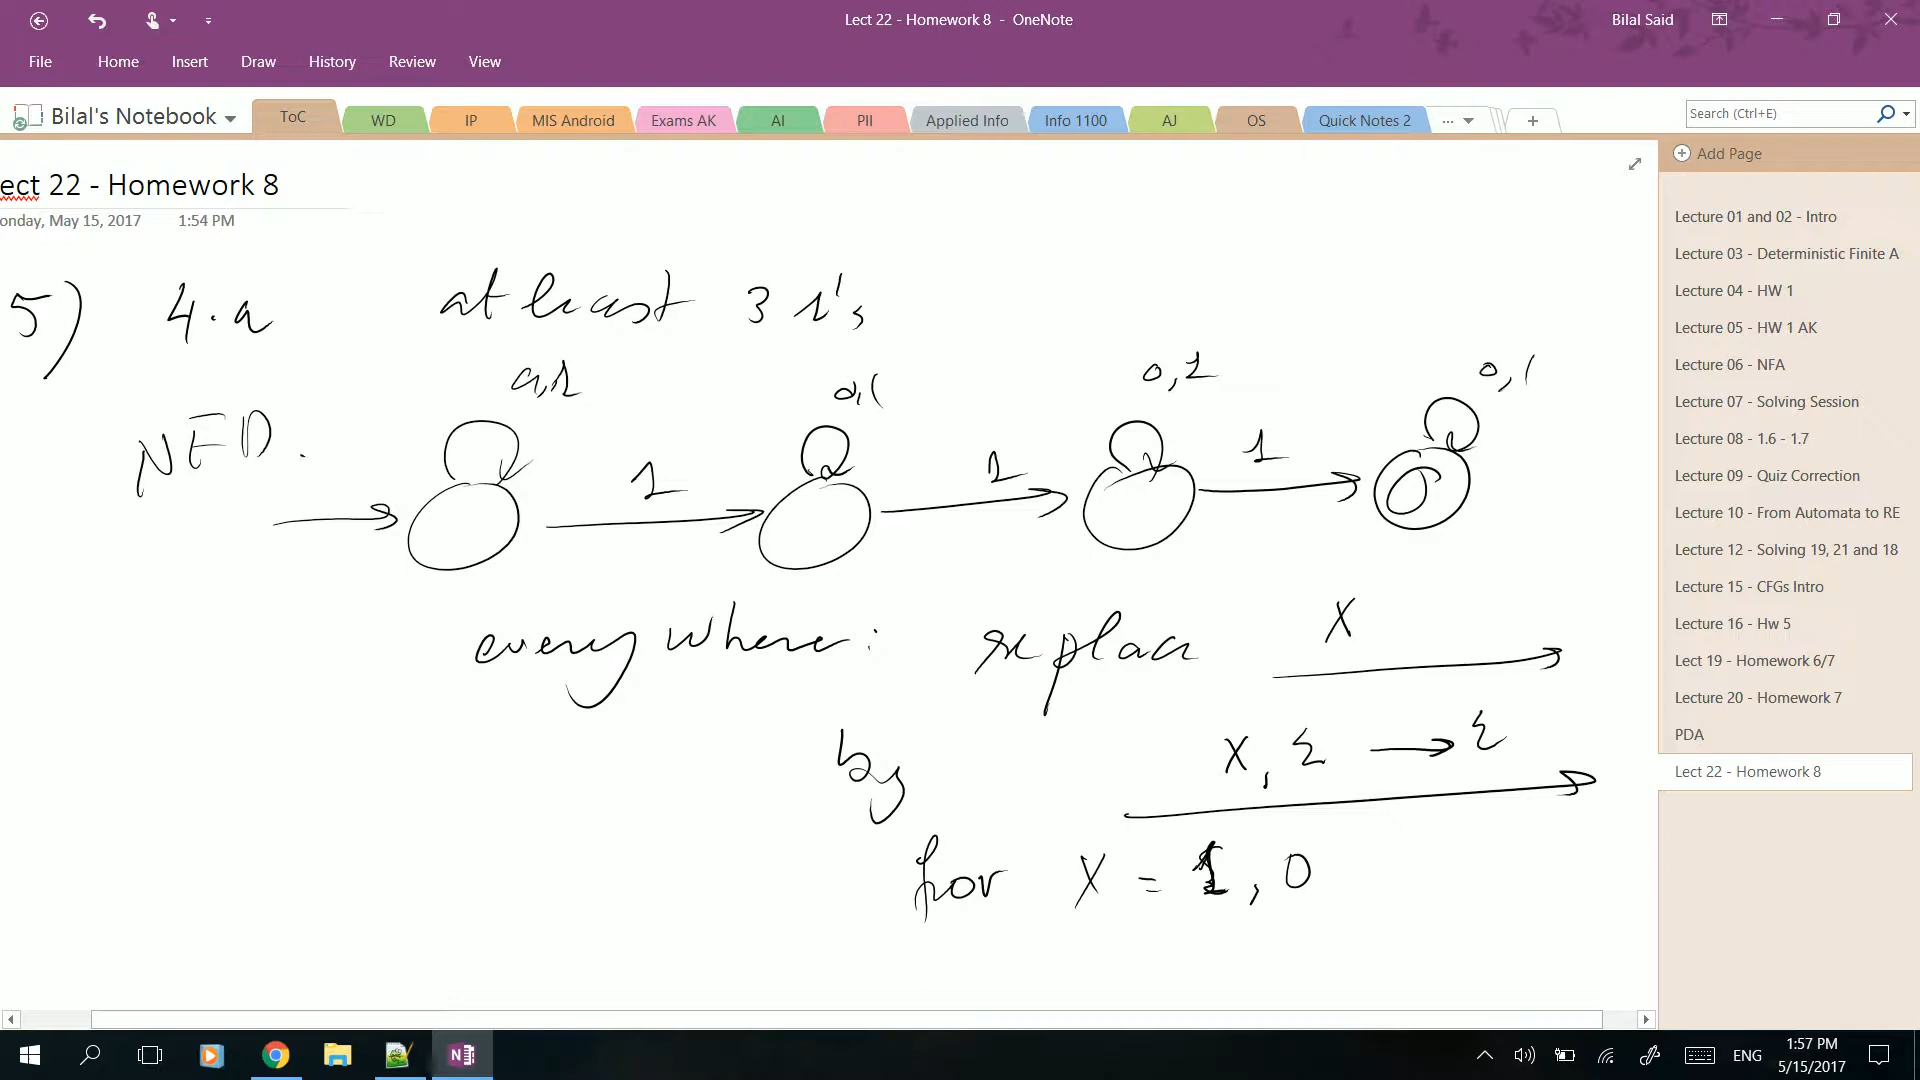 Lect 22 - Homework 8 - OneNote
Bilal Said
File Home Insert Draw History Review View
Bilal's Notebook
ToC WD IP MIS Android Exams AK AI PII Applied Info Info 1100 AJ OS Quick Notes 2 ...
Search (Ctrl+E)
Add Page
ect 22 - Homework 8
onday, May 15, 2017 1:54 PM
5) 4.a at least 3 1's
0,1 0,1 0,1
NFD.
1 1 1
everywhere: replace X
by X, ε → ε
for X = 1, 0
Lecture 01 and 02 - Intro
Lecture 03 - Deterministic Finite A
Lecture 04 - HW 1
Lecture 05 - HW 1 AK
Lecture 06 - NFA
Lecture 07 - Solving Session
Lecture 08 - 1.6 - 1.7
Lecture 09 - Quiz Correction
Lecture 10 - From Automata to RE
Lecture 12 - Solving 19, 21 and 18
Lecture 15 - CFGs Intro
Lecture 16 - Hw 5
Lect 19 - Homework 6/7
Lecture 20 - Homework 7
PDA
Lect 22 - Homework 8
ENG
1:57 PM
5/15/2017